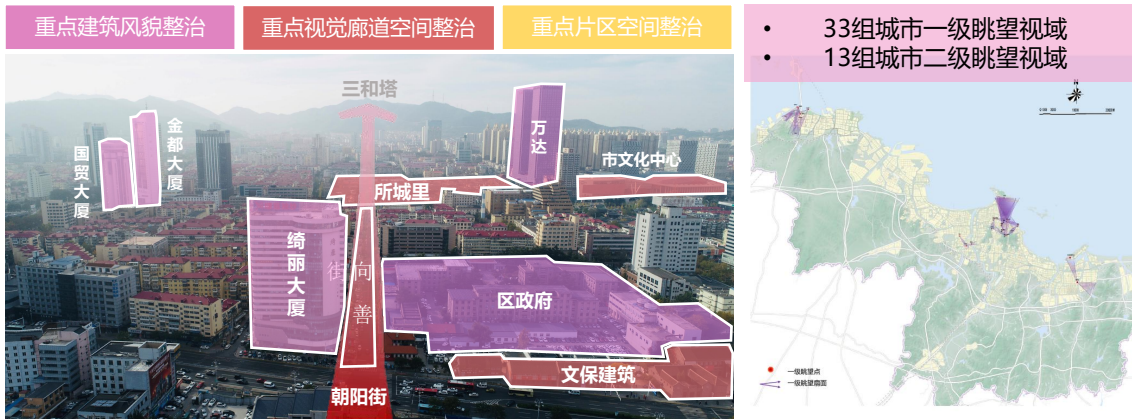 重点建筑风貌整治
重点视觉廊道空间整治
重点片区空间整治
• 33组城市一级眺望视域
• 13组城市二级眺望视域
三和塔
金都大厦
国贸大厦
万达
市文化中心
所城里
绮丽大厦
向善街
区政府
文保建筑
朝阳街
N
一级眺望点
一级眺望扇面